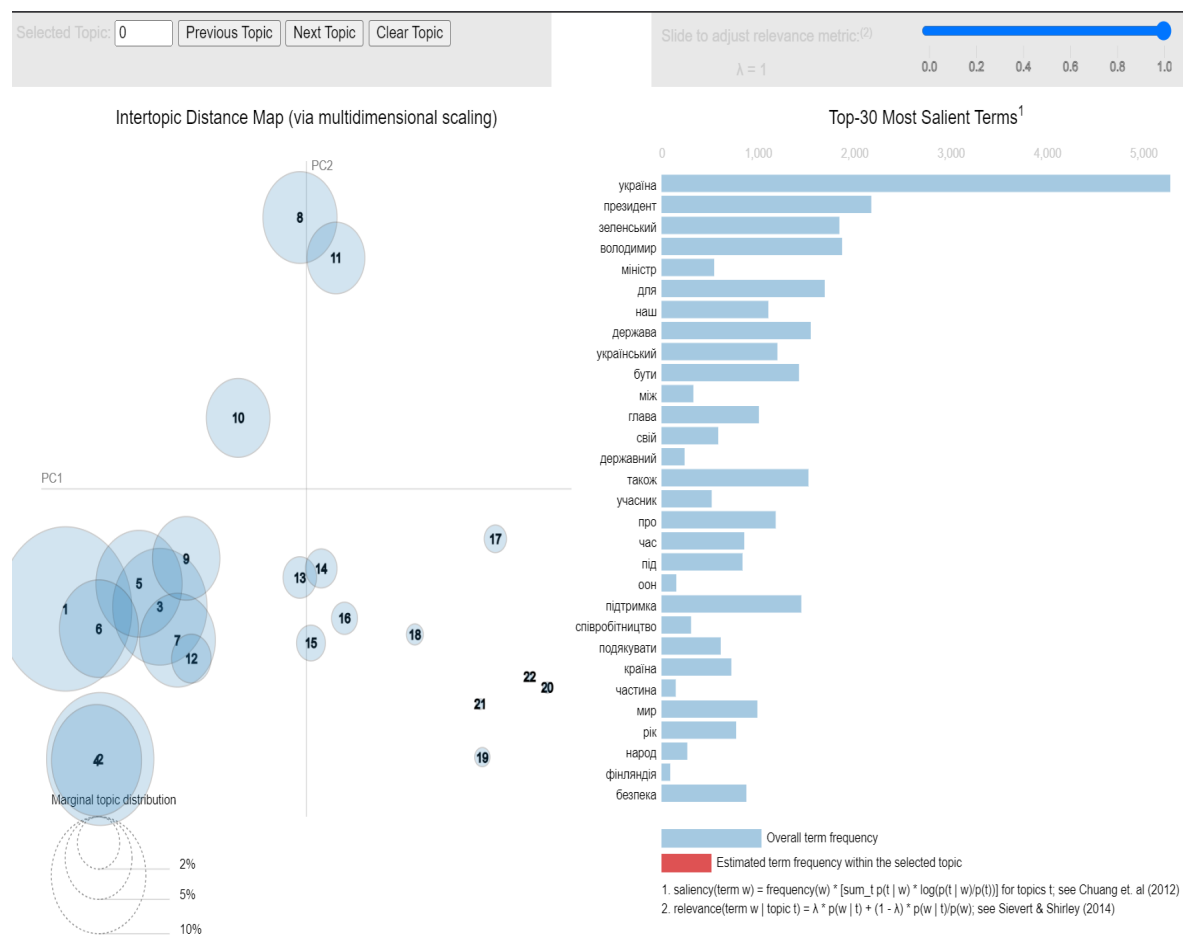 Selected Topic: 0 Previous Topic Next Topic Clear Topic
Slide to adjust relevance metric:(2)
λ = 1
0.0 0.2 0.4 0.6 0.8 1.0
Intertopic Distance Map (via multidimensional scaling)
PC2
PC1
8
11
10
17
9
14
13
5
3
1
16
6
18
7
15
12
22
20
21
19
4
2
Marginal topic distribution
2%
5%
10%
Top-30 Most Salient Terms1
0 1,000 2,000 3,000 4,000 5,000
україна
президент
зеленський
володимир
міністр
для
наш
держава
український
бути
між
глава
свій
державний
також
учасник
про
час
під
оон
підтримка
співробітництво
подякувати
країна
частина
мир
рік
народ
фінляндія
безпека
Overall term frequency
Estimated term frequency within the selected topic
1. saliency(term w) = frequency(w) * [sum_t p(t | w) * log(p(t | w)/p(t))] for topics t; see Chuang et. al (2012)
2. relevance(term w | topic t) = λ * p(w | t) + (1 - λ) * p(w | t)/p(w); see Sievert & Shirley (2014)